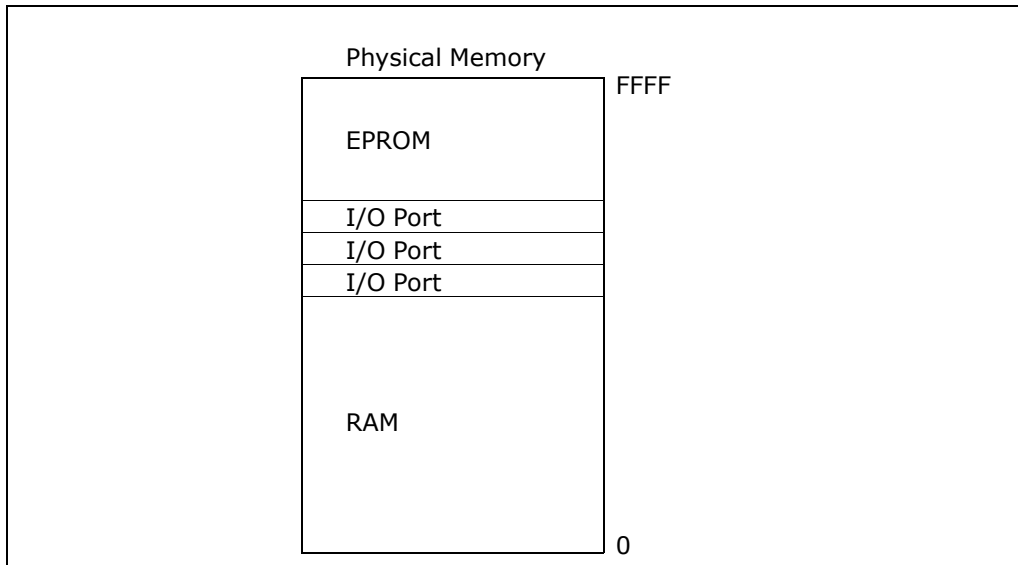 Physical Memory
FFFF
EPROM
I/O Port
I/O Port
I/O Port
RAM
0